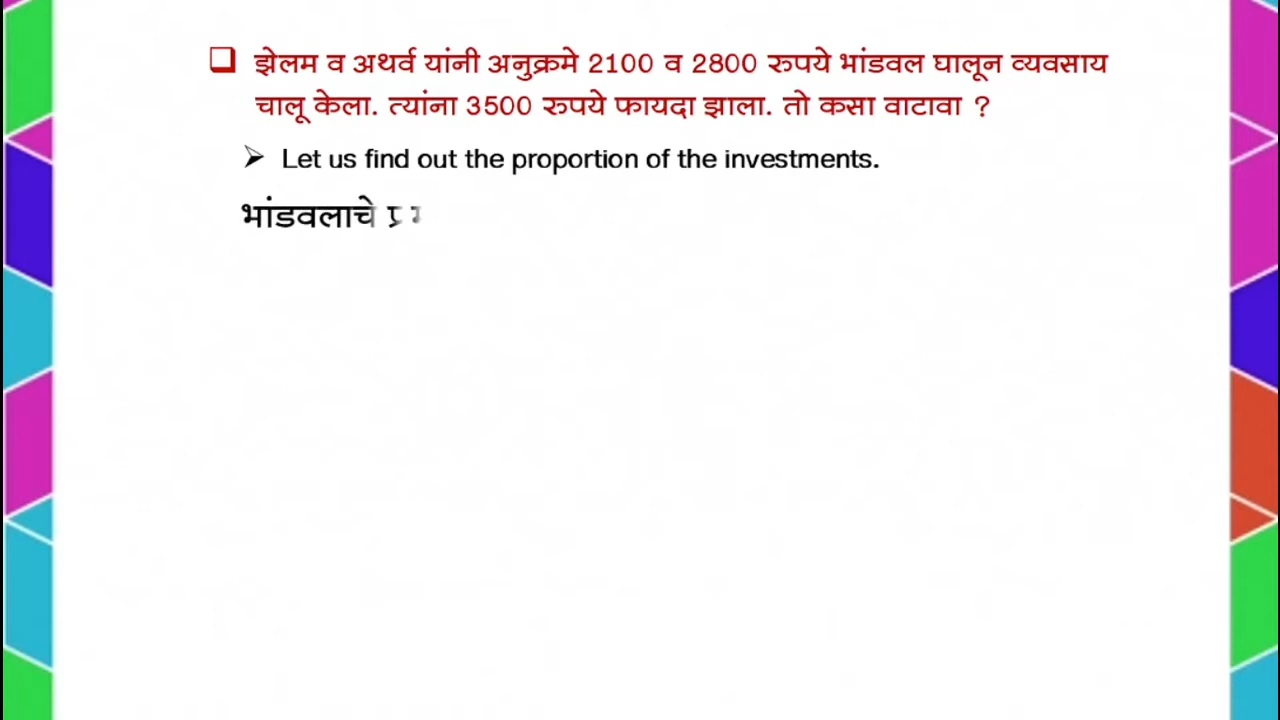 झेलम व अथर्व यांनी अनुक्रमे 2100 व 2800 रुपये भांडवल घालून व्यवसाय
चालू केला. त्यांना 3500 रुपये फायदा झाला. तो कसा वाटावा ?
Let us find out the proportion of the investments.
भांडवलाचे